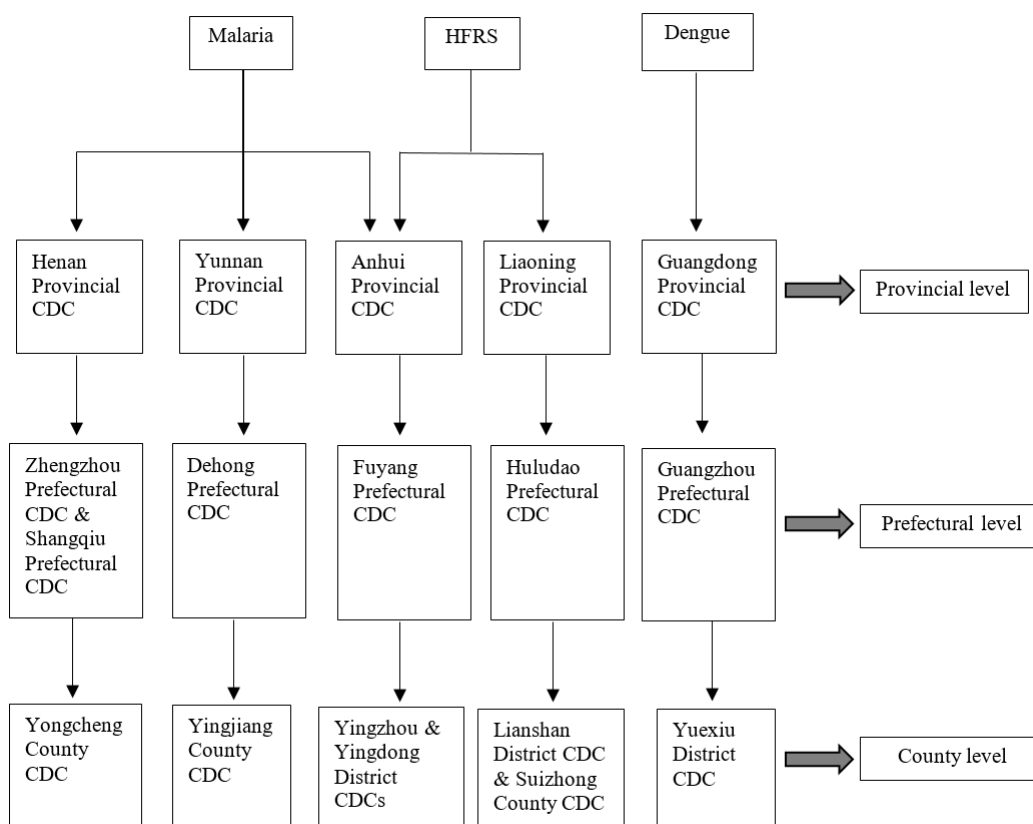 Malaria
HFRS
Dengue
Henan
Provincial
CDC
Yunnan
Provincial
CDC
Anhui
Provincial
CDC
Liaoning
Provincial
CDC
Guangdong
Provincial
CDC
Provincial level
Zhengzhou
Prefectural
CDC &
Shangqiu
Prefectural
CDC
Dehong
Prefectural
CDC
Fuyang
Prefectural
CDC
Huludao
Prefectural
CDC
Guangzhou
Prefectural
CDC
Prefectural level
Yongcheng
County
CDC
Yingjiang
County
CDC
Yingzhou &
Yingdong
District
CDCs
Lianshan
District CDC
& Suizhong
County CDC
Yuexiu
District
CDC
County level